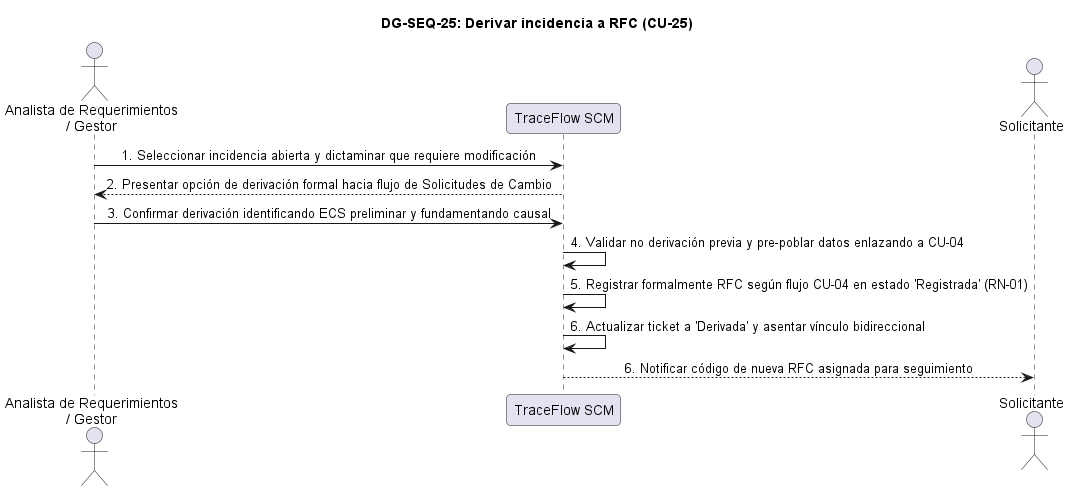 DG-SEQ-25: Derivar incidencia a RFC (CU-25)
Analista de Requerimientos
/ Gestor
TraceFlow SCM
Solicitante
1. Seleccionar incidencia abierta y dictaminar que requiere modificación
2. Presentar opción de derivación formal hacia flujo de Solicitudes de Cambio
3. Confirmar derivación identificando ECS preliminar y fundamentando causal
4. Validar no derivación previa y pre-poblar datos enlazando a CU-04
5. Registrar formalmente RFC según flujo CU-04 en estado 'Registrada' (RN-01)
6. Actualizar ticket a 'Derivada' y asentar vínculo bidireccional
6. Notificar código de nueva RFC asignada para seguimiento
Analista de Requerimientos
/ Gestor
TraceFlow SCM
Solicitante